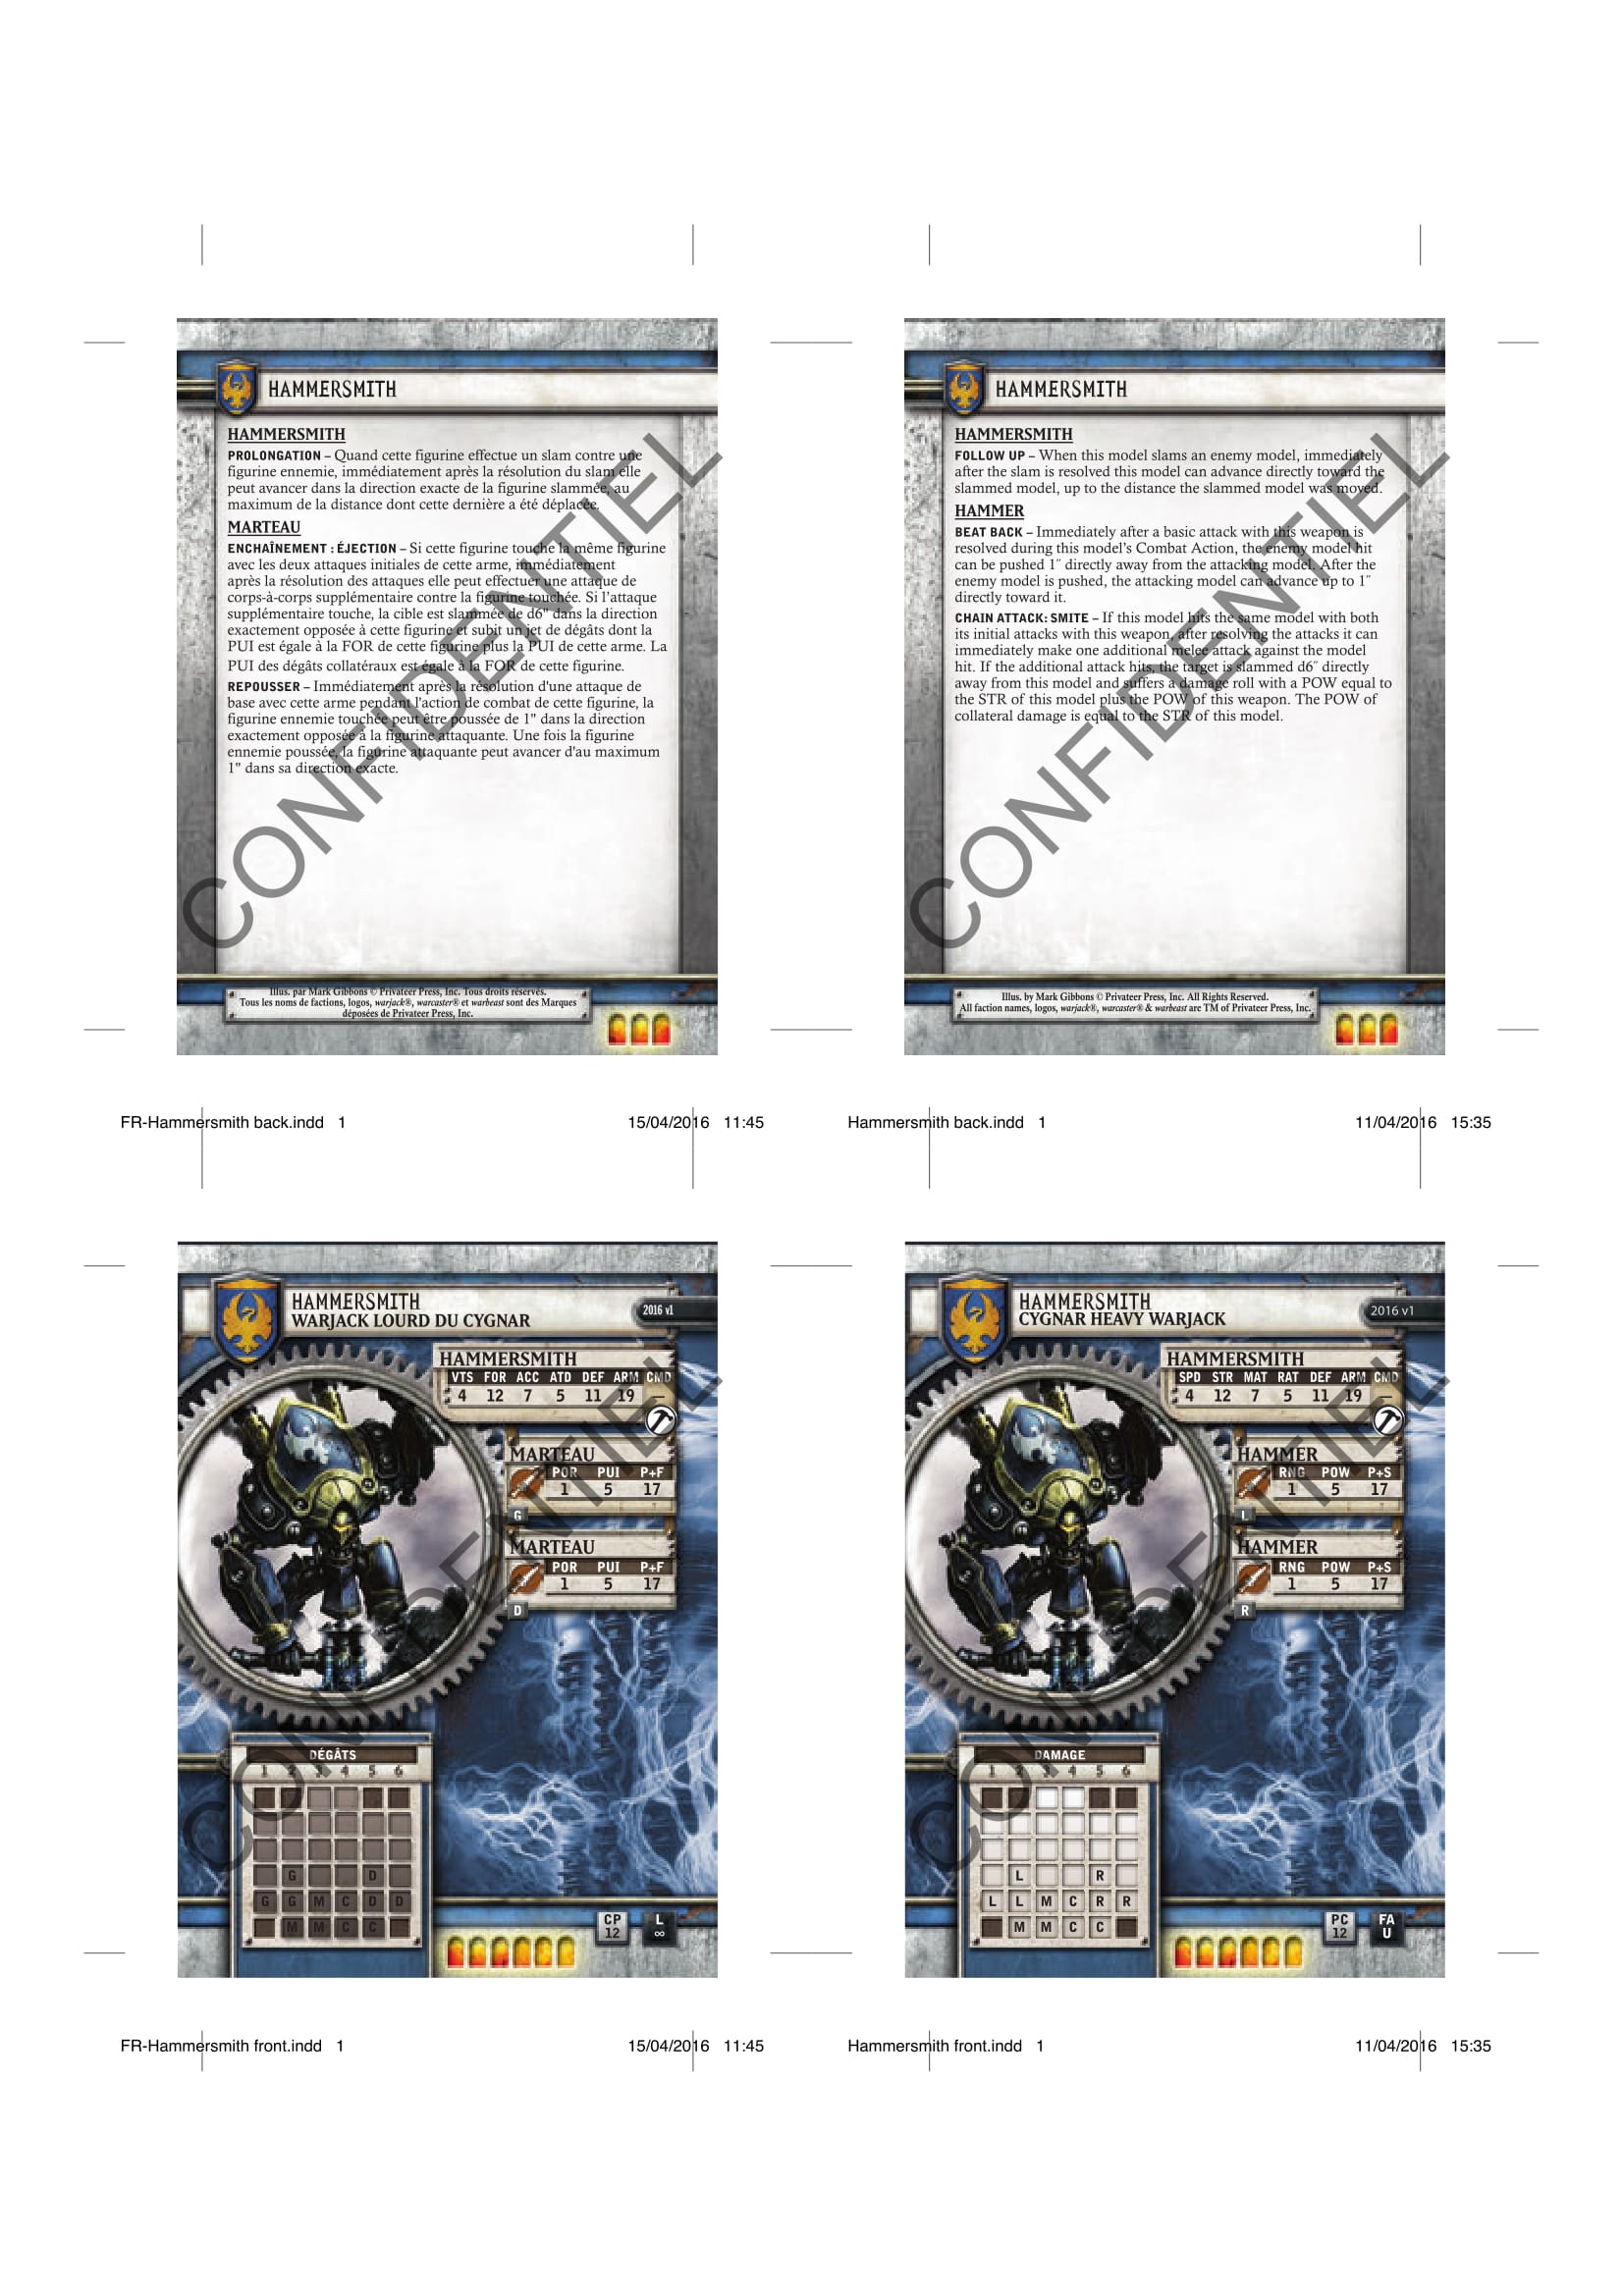 HAMMERSMITH
HAMMERSMITH
PROLONGATION – Quand cette figurine effectue un slam contre une
figurine ennemie, immédiatement après la résolution du slam elle
peut avancer dans la direction exacte de la figurine slammée, au
maximum de la distance dont cette dernière a été déplacée.
MARTEAU
ENCHAÎNEMENT : ÉJECTION – Si cette figurine touche la même figurine
avec les deux attaques initiales de cette arme, immédiatement
après la résolution des attaques elle peut effectuer une attaque de
corps-à-corps supplémentaire contre la figurine touchée. Si l'attaque
supplémentaire touche, la cible est slammée de d6" dans la direction
exactement opposée à cette figurine et subit un jet de dégâts dont la
PUI est égale à la FOR de cette figurine plus la PUI de cette arme. La
PUI des dégâts collatéraux est égale à la FOR de cette figurine.
REPOUSSER – Immédiatement après la résolution d'une attaque de
base avec cette arme pendant l'action de combat de cette figurine, la
figurine ennemie touchée peut être poussée de 1" dans la direction
exactement opposée à la figurine attaquante. Une fois la figurine
ennemie poussée, la figurine attaquante peut avancer d'au maximum
1" dans sa direction exacte.
CONFIDENTIEL
Illus. par Mark Gibbons © Privateer Press, Inc. Tous droits réservés.
Tous les noms de factions, logos, warjack®, warcaster® et warbeast sont des Marques
déposées de Privateer Press, Inc.
FR-Hammersmith back.indd 1
15/04/2016 11:45
HAMMERSMITH
HAMMERSMITH
FOLLOW UP – When this model slams an enemy model, immediately
after the slam is resolved this model can advance directly toward the
slammed model, up to the distance the slammed model was moved.
HAMMER
BEAT BACK – Immediately after a basic attack with this weapon is
resolved during this model's Combat Action, the enemy model hit
can be pushed 1″ directly away from the attacking model. After the
enemy model is pushed, the attacking model can advance up to 1″
directly toward it.
CHAIN ATTACK: SMITE – If this model hits the same model with both
its initial attacks with this weapon, after resolving the attacks it can
immediately make one additional melee attack against the model
hit. If the additional attack hits, the target is slammed d6″ directly
away from this model and suffers a damage roll with a POW equal to
the STR of this model plus the POW of this weapon. The POW of
collateral damage is equal to the STR of this model.
CONFIDENTIEL
Illus. by Mark Gibbons © Privateer Press, Inc. All Rights Reserved.
All faction names, logos, warjack®, warcaster® & warbeast are TM of Privateer Press, Inc.
Hammersmith back.indd 1
11/04/2016 15:35
HAMMERSMITH
WARJACK LOURD DU CYGNAR
2016 v1
HAMMERSMITH
VTS FOR ACC ATD DEF ARM CMD
4 12 7 5 11 19 —
MARTEAU
POR PUI P+F
1 5 17
G
MARTEAU
POR PUI P+F
1 5 17
D
DÉGÂTS
1 2 3 4 5 6
G D
G G M C D D
M M C C
CP
12
L
∞
CONFIDENTIEL
FR-Hammersmith front.indd 1
15/04/2016 11:45
HAMMERSMITH
CYGNAR HEAVY WARJACK
2016 v1
HAMMERSMITH
SPD STR MAT RAT DEF ARM CMD
4 12 7 5 11 19 —
HAMMER
RNG POW P+S
1 5 17
L
HAMMER
RNG POW P+S
1 5 17
R
DAMAGE
1 2 3 4 5 6
L R
L L M C R R
M M C C
PC
12
FA
U
CONFIDENTIEL
Hammersmith front.indd 1
11/04/2016 15:35